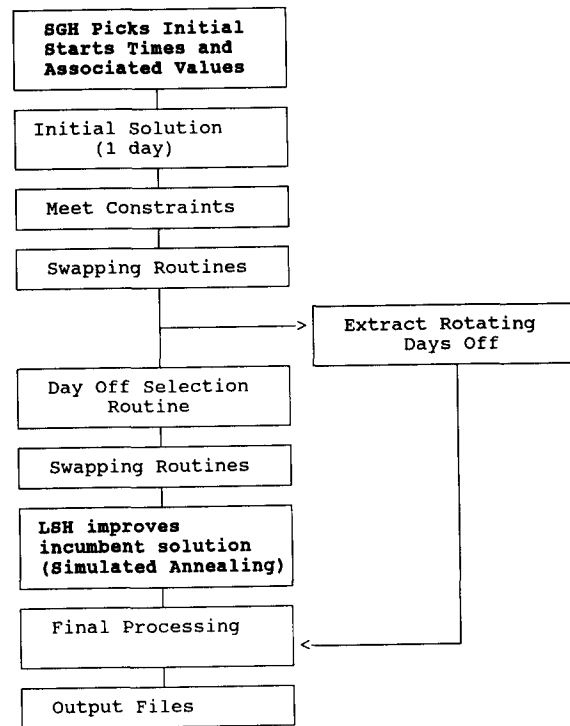 SGH Picks Initial
Starts Times and
Associated Values
Initial Solution
(1 day)
Meet Constraints
Swapping Routines
Extract Rotating
Days Off
Day Off Selection
Routine
Swapping Routines
LSH improves
incumbent solution
(Simulated Annealing)
Final Processing
Output Files